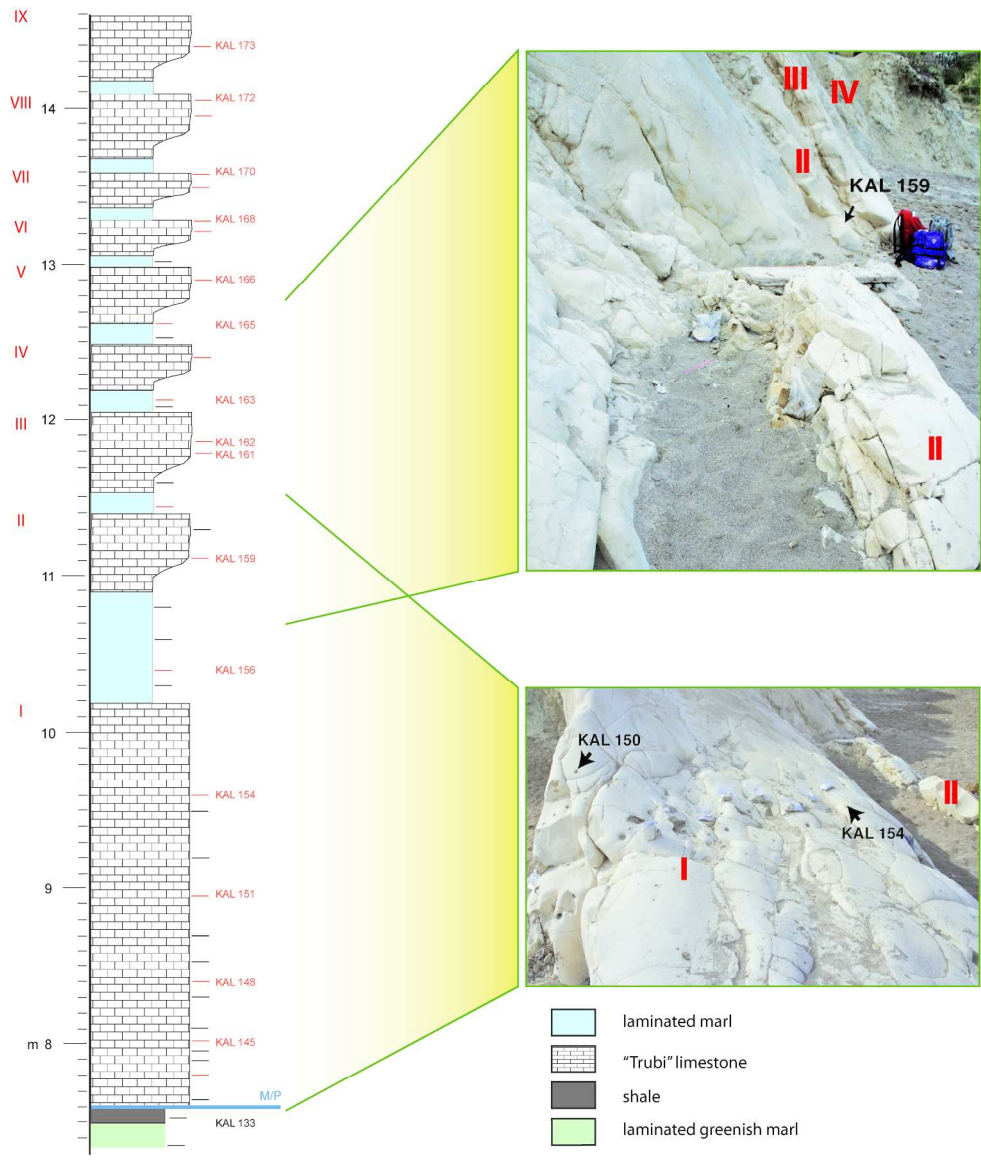 IX
KAL 173
VIII
14
KAL 172
VII
KAL 170
VI
KAL 168
13
V
KAL 166
KAL 165
IV
KAL 163
12
III
KAL 162
KAL 161
II
KAL 159
11
KAL 156
I
10
KAL 154
9
KAL 151
KAL 148
m 8
KAL 145
M/P
KAL 133
III
IV
II
KAL 159
II
KAL 150
II
KAL 154
I
laminated marl
“Trubi” limestone
shale
laminated greenish marl